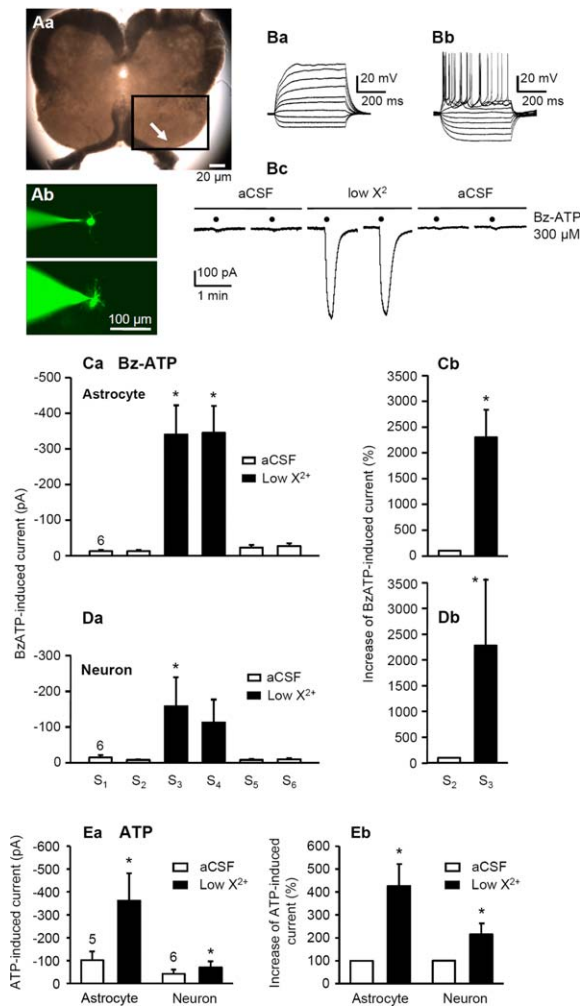 Aa
20 µm
Ab
100 µm
Ba
20 mV
200 ms
Bb
20 mV
200 ms
Bc
aCSF
low X²
aCSF
Bz-ATP
300 µM
100 pA
1 min
Ca Bz-ATP
Astrocyte
BzATP-induced current (pA)
-500
-400
-300
-200
-100
0
6
*
*
aCSF
Low X²⁺
Cb
Increase of BzATP-induced current (%)
3500
3000
2500
2000
1500
1000
500
0
*
Da
Neuron
-300
-200
-100
0
6
*
aCSF
Low X²⁺
S₁ S₂ S₃ S₄ S₅ S₆
Db
3500
3000
2500
2000
1500
1000
500
0
*
S₂ S₃
Ea ATP
ATP-induced current (pA)
-600
-500
-400
-300
-200
-100
0
5
*
6
*
aCSF
Low X²⁺
Astrocyte Neuron
Eb
Increase of ATP-induced
current (%)
600
500
400
300
200
100
0
*
*
aCSF
Low X²⁺
Astrocyte Neuron